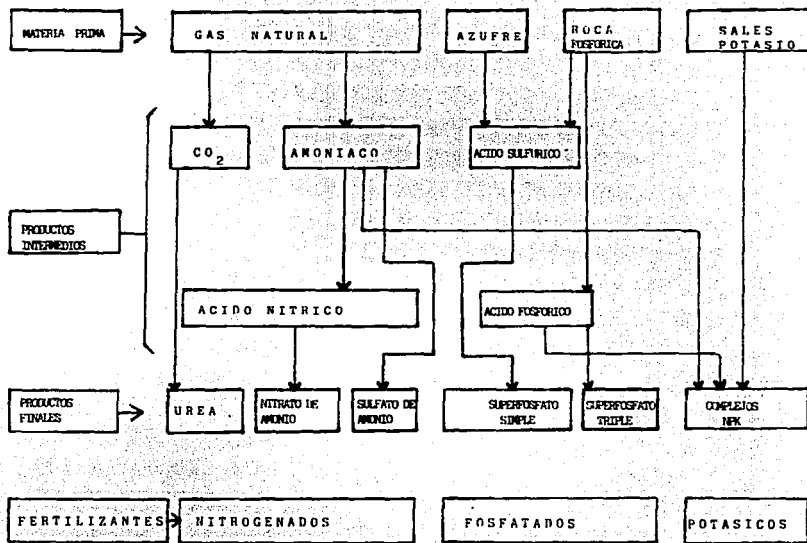 MATERIA PRIMA
GAS NATURAL
AZUFRE
ROCA
FOSFORICA
SALES
POTASIO
CO2
AMONIACO
ACIDO SULFURICO
PRODUCTOS
INTERMEDIOS
ACIDO NITRICO
ACIDO FOSFORICO
PRODUCTOS
FINALES
UREA .
NITRATO DE
AMONIO
SULFATO DE
AMONIO
SUPERFOSFATO
SIMPLE
SUPERFOSFATO
TRIPLE
COMPLEJOS
NPK
FERTILIZANTES
NITROGENADOS
FOSFATADOS
POTASICOS